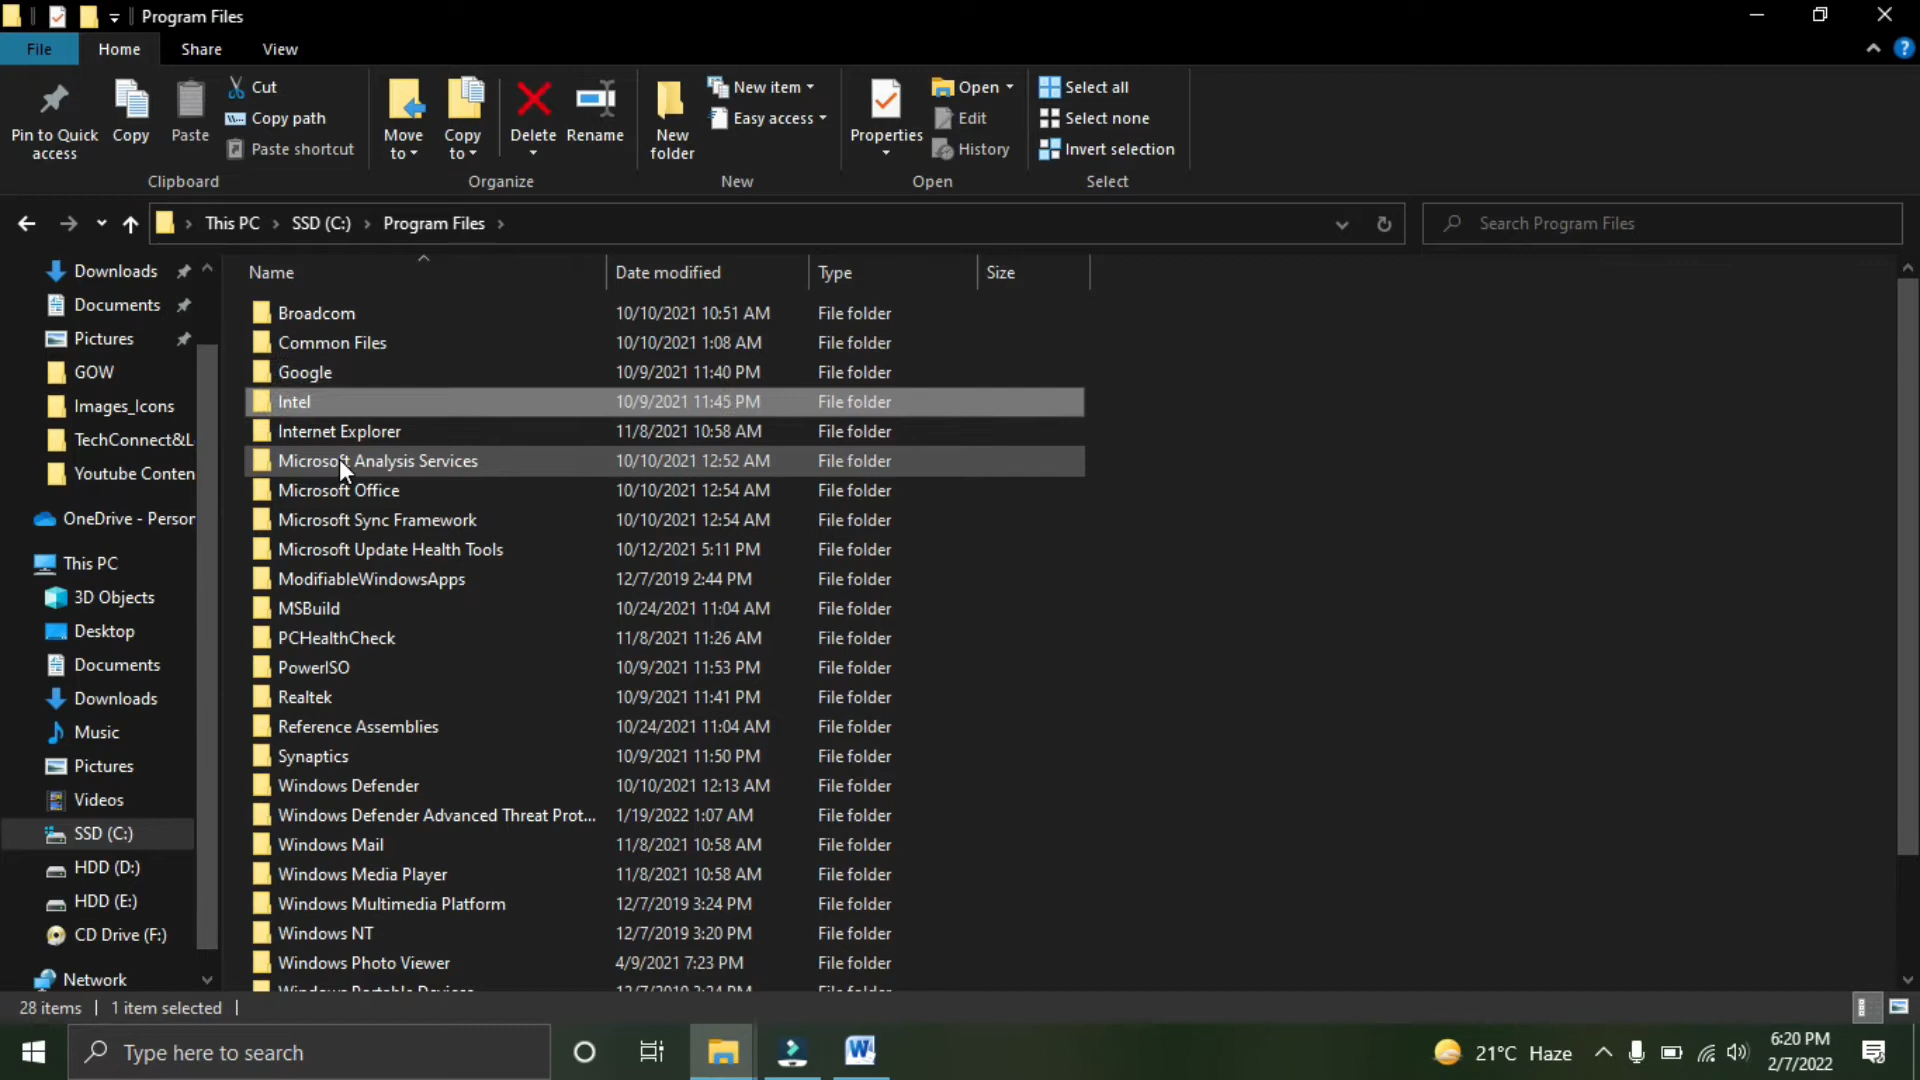 Program Files
File Home Share View
Pin to Quick access
Copy
Paste
Cut
Copy path
Paste shortcut
Clipboard
Move to
Copy to
Delete
Rename
Organize
New folder
New item
Easy access
New
Properties
Open
Edit
History
Open
Select all
Select none
Invert selection
Select
This PC SSD (C:) Program Files
Search Program Files
Downloads
Documents
Pictures
GOW
Images_Icons
TechConnect&L
Youtube Conten
OneDrive - Person
This PC
3D Objects
Desktop
Documents
Downloads
Music
Pictures
Videos
SSD (C:)
HDD (D:)
HDD (E:)
CD Drive (F:)
Network
Name Date modified Type Size
Broadcom 10/10/2021 10:51 AM File folder
Common Files 10/10/2021 1:08 AM File folder
Google 10/9/2021 11:40 PM File folder
Intel 10/9/2021 11:45 PM File folder
Internet Explorer 11/8/2021 10:58 AM File folder
Microsoft Analysis Services 10/10/2021 12:52 AM File folder
Microsoft Office 10/10/2021 12:54 AM File folder
Microsoft Sync Framework 10/10/2021 12:54 AM File folder
Microsoft Update Health Tools 10/12/2021 5:11 PM File folder
ModifiableWindowsApps 12/7/2019 2:44 PM File folder
MSBuild 10/24/2021 11:04 AM File folder
PCHealthCheck 11/8/2021 11:26 AM File folder
PowerISO 10/9/2021 11:53 PM File folder
Realtek 10/9/2021 11:41 PM File folder
Reference Assemblies 10/24/2021 11:04 AM File folder
Synaptics 10/9/2021 11:50 PM File folder
Windows Defender 10/10/2021 12:13 AM File folder
Windows Defender Advanced Threat Prot... 1/19/2022 1:07 AM File folder
Windows Mail 11/8/2021 10:58 AM File folder
Windows Media Player 11/8/2021 10:58 AM File folder
Windows Multimedia Platform 12/7/2019 3:24 PM File folder
Windows NT 12/7/2019 3:20 PM File folder
Windows Photo Viewer 4/9/2021 7:23 PM File folder
Windows Portable Devices 12/7/2019 3:24 PM File folder
28 items 1 item selected
Type here to search
21°C Haze
6:20 PM
2/7/2022